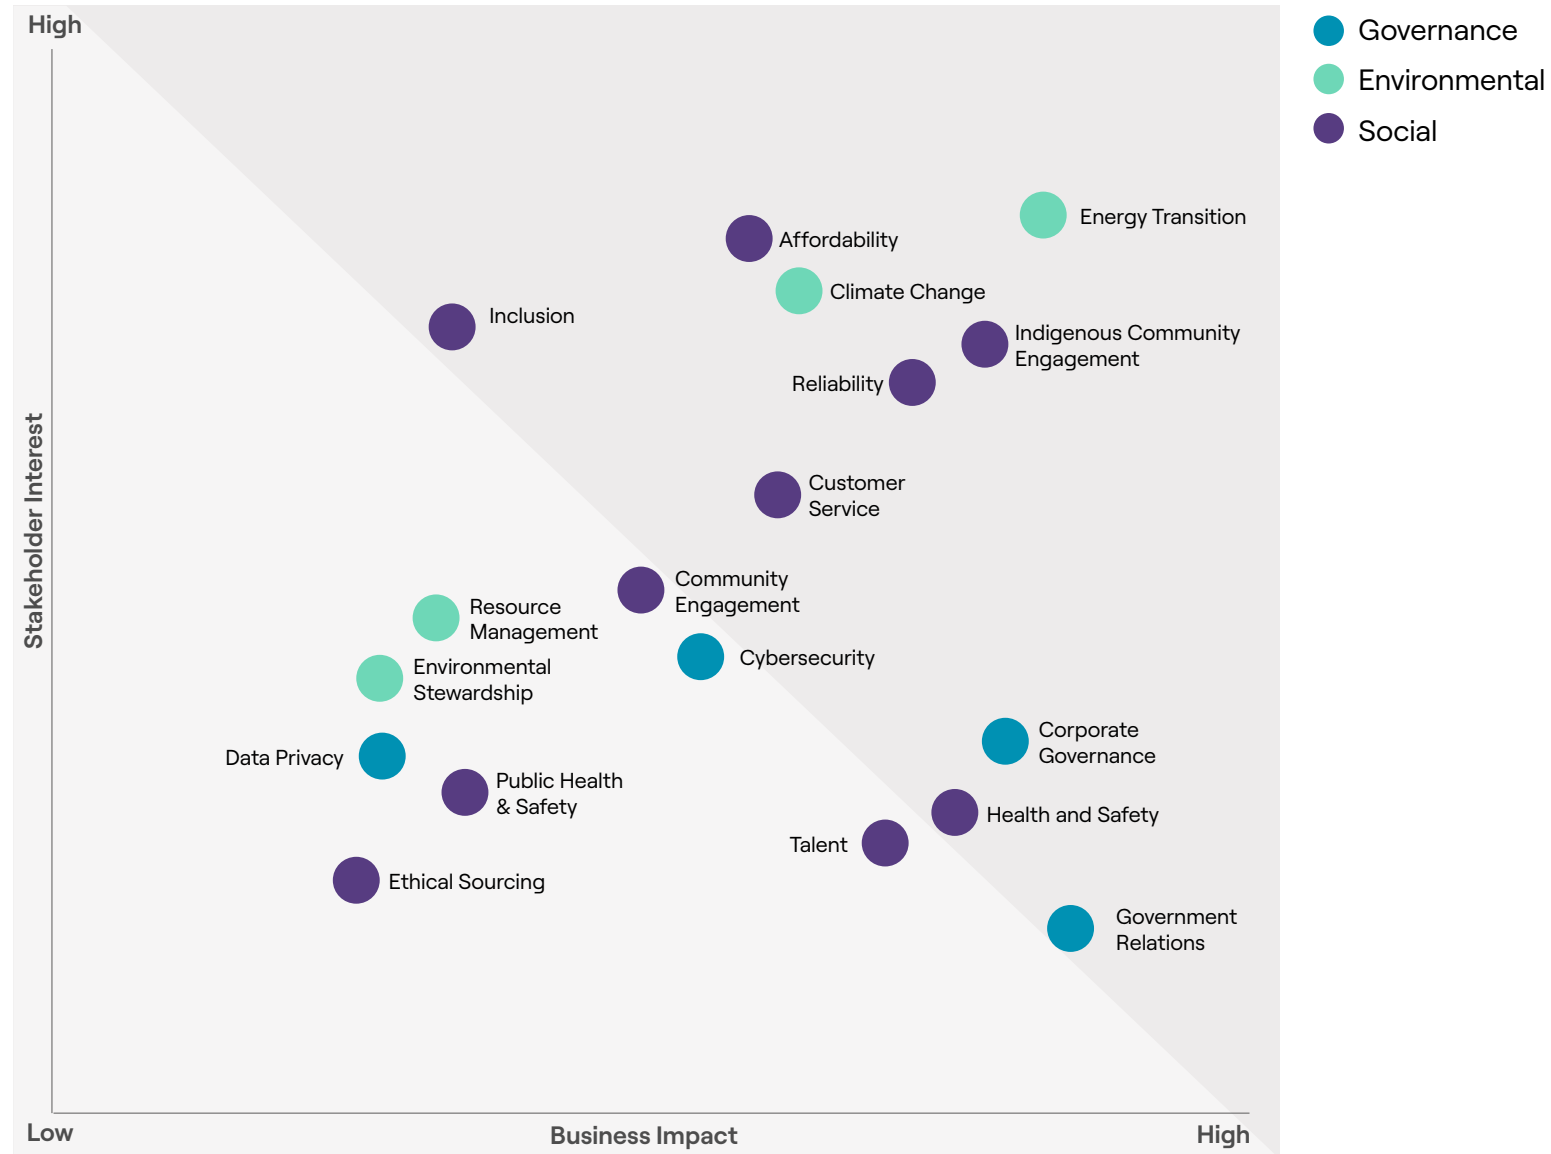 High
Governance
Environmental
Social
Energy Transition
Affordability
Climate Change
Inclusion
Indigenous Community
Engagement
Reliability
Customer
Service
Stakeholder Interest
Community
Engagement
Resource
Management
Cybersecurity
Environmental
Stewardship
Corporate
Governance
Data Privacy
Public Health
& Safety
Health and Safety
Talent
Ethical Sourcing
Government
Relations
Low
Business Impact
High